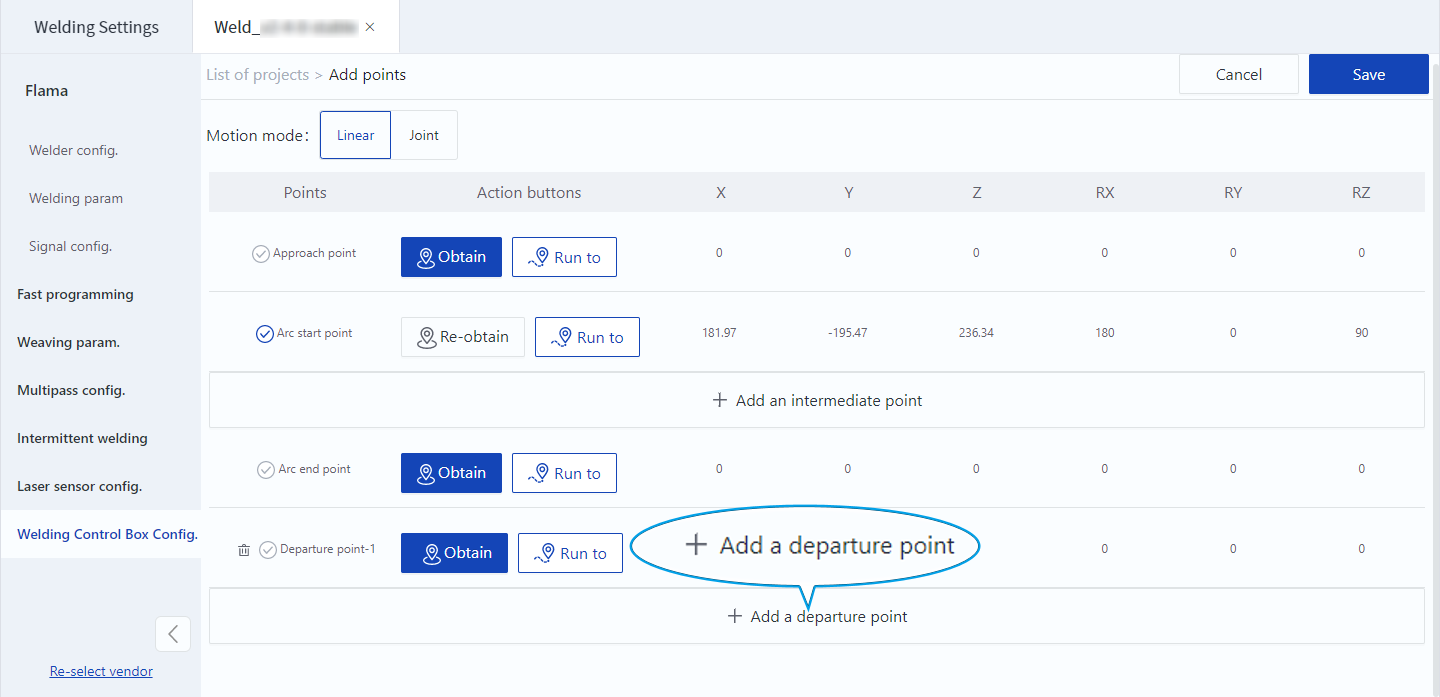 Welding Settings
Weld_
List of projects > Add points
Cancel
Save
Flama
Welder config.
Welding param
Signal config.
Fast programming
Weaving param.
Multipass config.
Intermittent welding
Laser sensor config.
Welding Control Box Config.
Re-select vendor
Motion mode: Linear Joint
Points Action buttons X Y Z RX RY RZ
Approach point Obtain Run to 0 0 0 0 0 0
Arc start point Re-obtain Run to 181.97 -195.47 236.34 180 0 90
+ Add an intermediate point
Arc end point Obtain Run to 0 0 0 0 0 0
Departure point-1 Obtain Run to 0 0 0
+ Add a departure point
+ Add a departure point